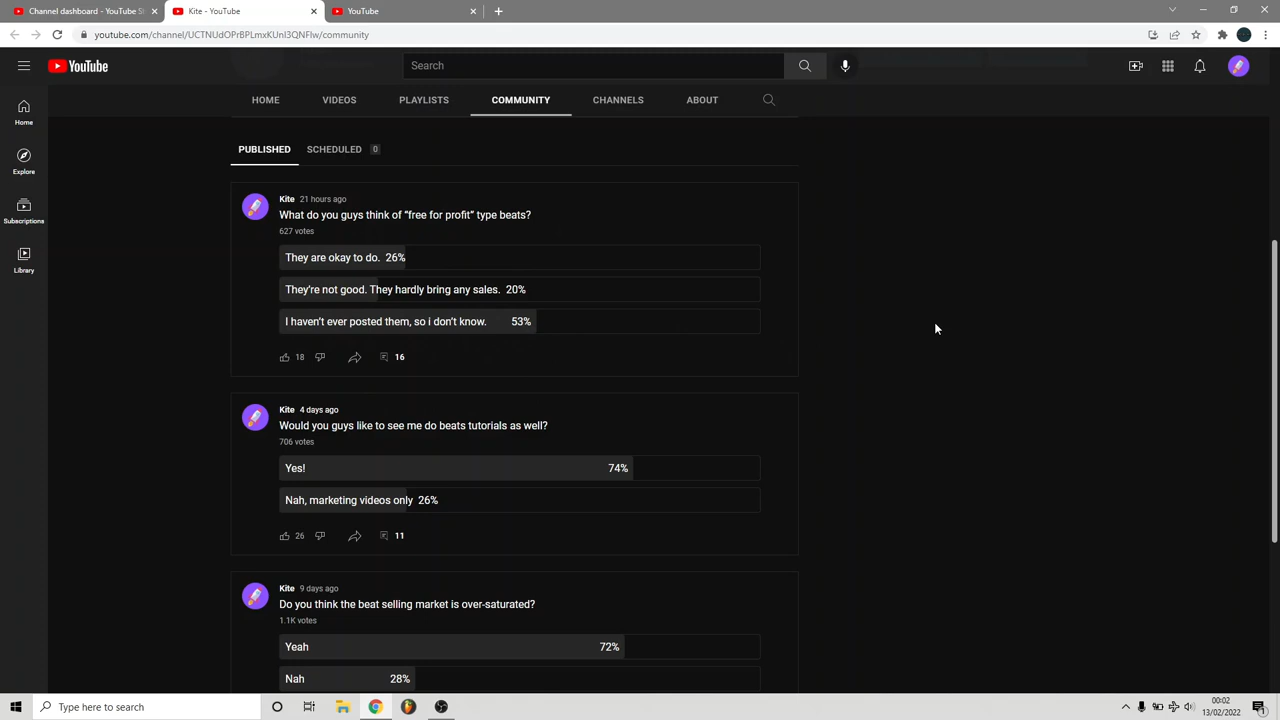 Channel dashboard - YouTube St
Kite - YouTube
YouTube
youtube.com/channel/UCTNUdOPrBPLmxKUnI3QNFlw/community
YouTube
Search
HOME
VIDEOS
PLAYLISTS
COMMUNITY
CHANNELS
ABOUT
Home
Explore
Subscriptions
Library
PUBLISHED
SCHEDULED 0
Kite 21 hours ago
What do you guys think of “free for profit” type beats?
627 votes
They are okay to do. 26%
They’re not good. They hardly bring any sales. 20%
I haven’t ever posted them, so i don’t know. 53%
18
16
Kite 4 days ago
Would you guys like to see me do beats tutorials as well?
706 votes
Yes! 74%
Nah, marketing videos only 26%
26
11
Kite 9 days ago
Do you think the beat selling market is over-saturated?
1.1K votes
Yeah 72%
Nah 28%
Type here to search
00:02
13/02/2022
1